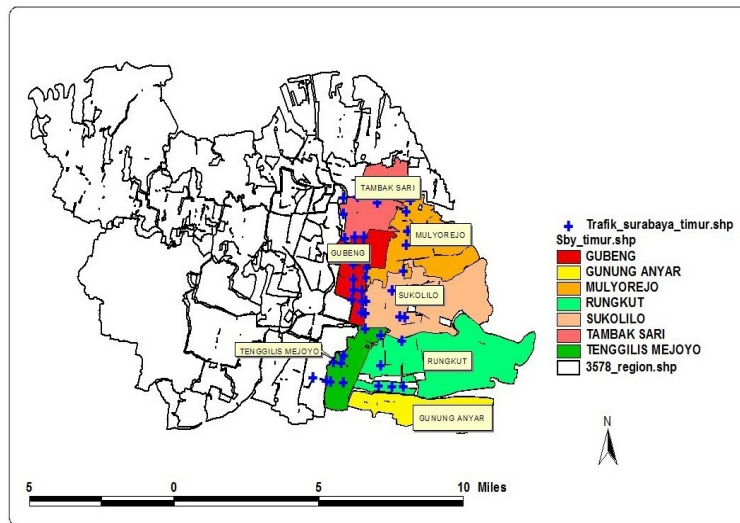 TAMBAK SARI
MULYOREJO
GUBENG
SUKOLILO
TENGGILIS MEJOYO
RUNGKUT
GUNUNG ANYAR
Trafik_surabaya_timur.shp
Sby_timur.shp
GUBENG
GUNUNG ANYAR
MULYOREJO
RUNGKUT
SUKOLILO
TAMBAK SARI
TENGGILIS MEJOYO
3578_region.shp
N
5 0 5 10 Miles